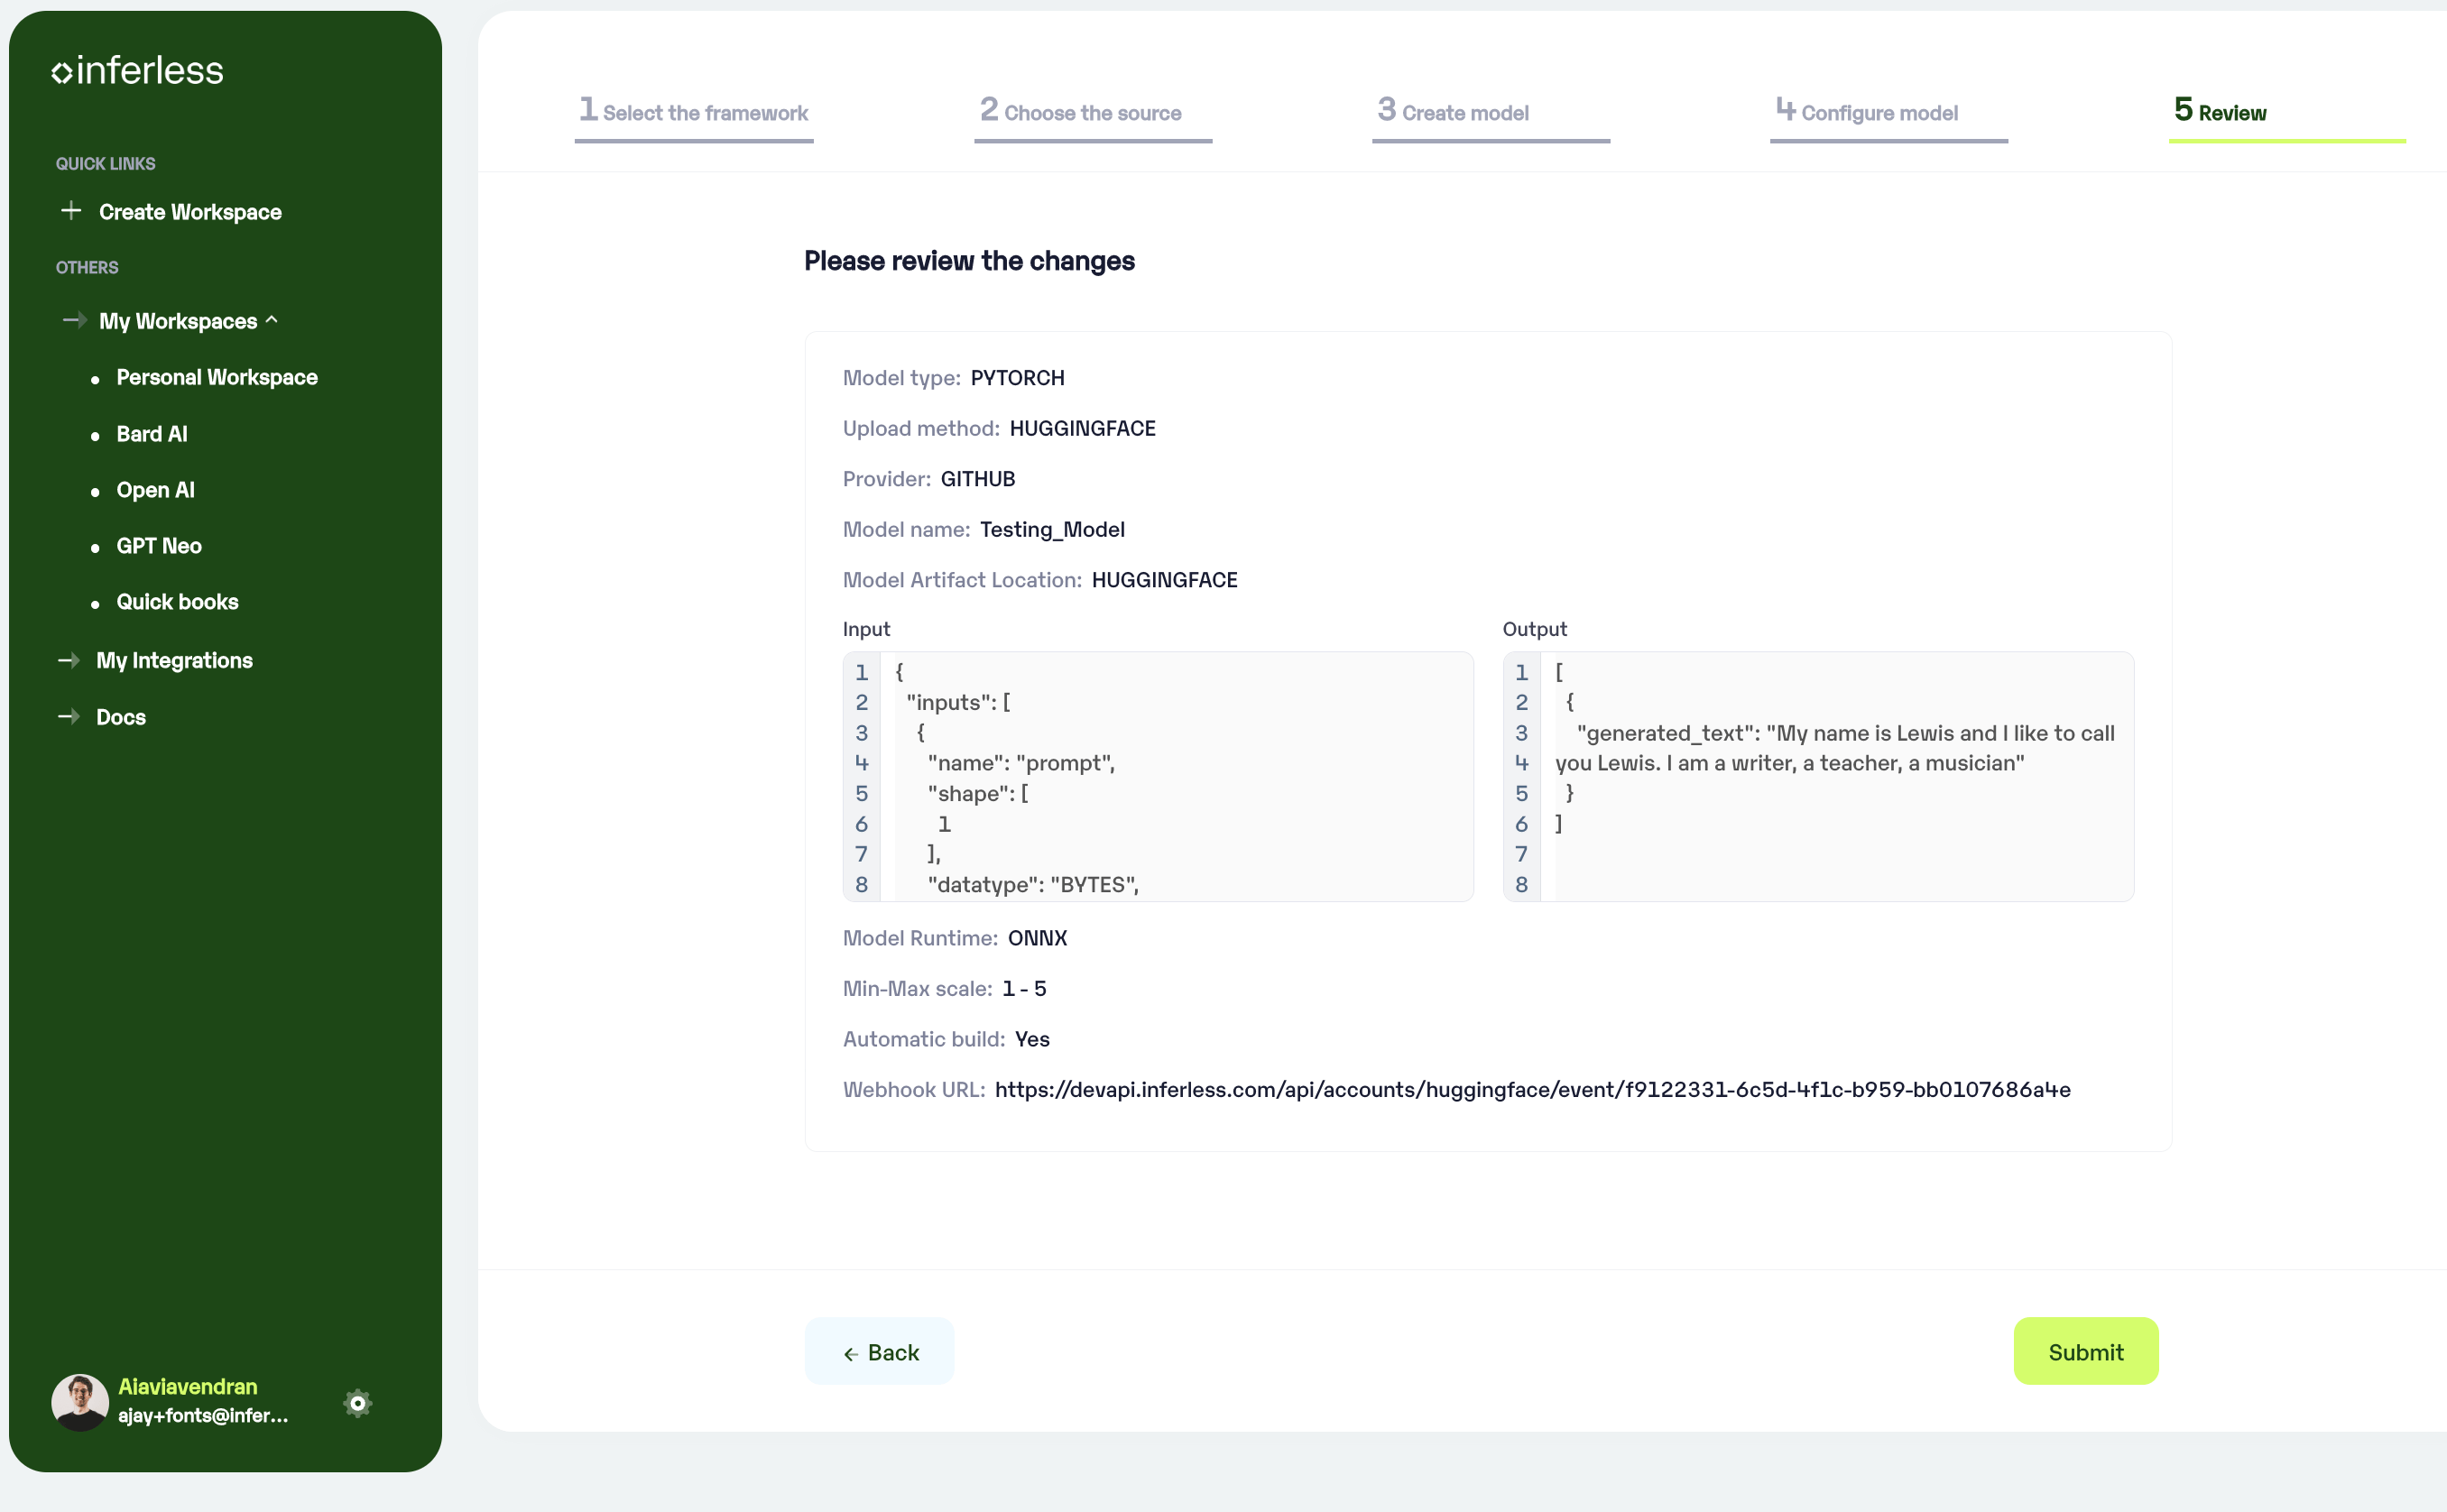 inferless
QUICK LINKS
Create Workspace
OTHERS
My Workspaces
Personal Workspace
Bard AI
Open AI
GPT Neo
Quick books
My Integrations
Docs
Aiaviavendran
ajay+fonts@infer...
1 Select the framework
2 Choose the source
3 Create model
4 Configure model
5 Review
Please review the changes
Model type: PYTORCH
Upload method: HUGGINGFACE
Provider: GITHUB
Model name: Testing_Model
Model Artifact Location: HUGGINGFACE
Input
1 {
2 "inputs": [
3 {
4 "name": "prompt",
5 "shape": [
6 1
7 ],
8 "datatype": "BYTES",
Output
1 [
2 {
3 "generated_text": "My name is Lewis and I like to call
4 you Lewis. I am a writer, a teacher, a musician"
5 }
6 ]
7
8
Model Runtime: ONNX
Min-Max scale: 1 - 5
Automatic build: Yes
Webhook URL: https://devapi.inferless.com/api/accounts/huggingface/event/f9122331-6c5d-4f1c-b959-bb0107686a4e
Back
Submit